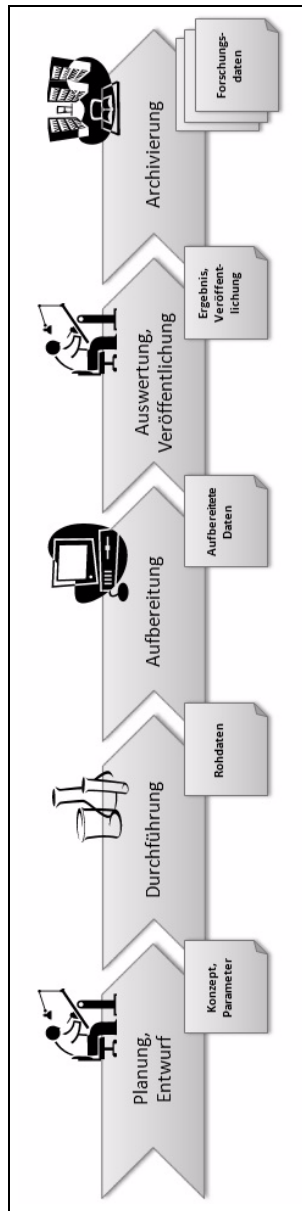 Planung,
Entwurf
Durchführung
Aufbereitung
Auswertung,
Veröffentlichung
Archivierung
Konzept,
Parameter
Rohdaten
Aufbereitete
Daten
Ergebnis,
Veröffent-
lichung
Forschungs-
daten